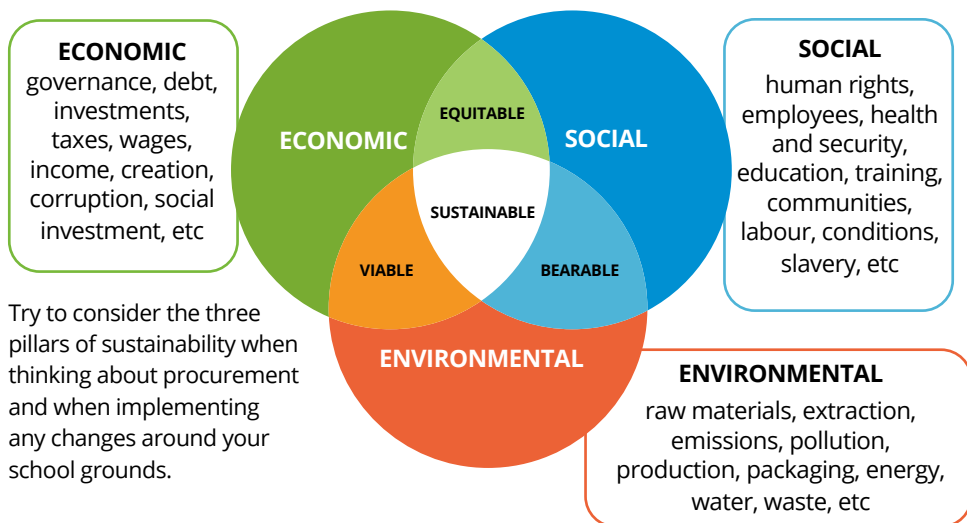 ECONOMIC
governance, debt,
investments,
taxes, wages,
income, creation,
corruption, social
investment, etc
EQUITABLE
ECONOMIC
SOCIAL
SUSTAINABLE
VIABLE
BEARABLE
ENVIRONMENTAL
SOCIAL
human rights,
employees, health
and security,
education, training,
communities,
labour, conditions,
slavery, etc
Try to consider the three
pillars of sustainability when
thinking about procurement
and when implementing
any changes around your
school grounds.
ENVIRONMENTAL
raw materials, extraction,
emissions, pollution,
production, packaging, energy,
water, waste, etc